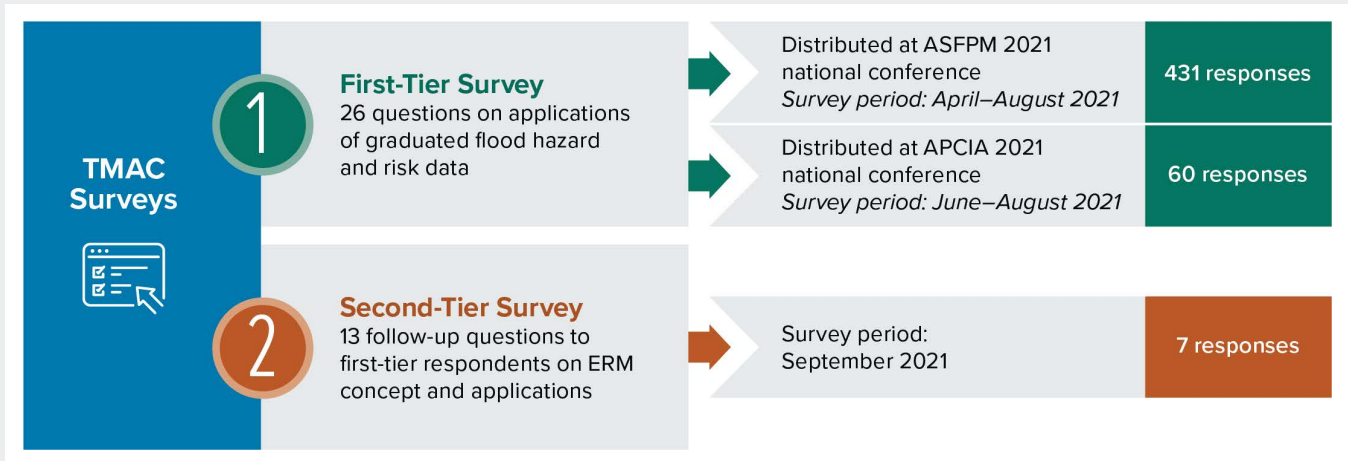 TMAC
Surveys
1
First-Tier Survey
26 questions on applications
of graduated flood hazard
and risk data
Distributed at ASFPM 2021
national conference
Survey period: April–August 2021
431 responses
Distributed at APCIA 2021
national conference
Survey period: June–August 2021
60 responses
2
Second-Tier Survey
13 follow-up questions to
first-tier respondents on ERM
concept and applications
Survey period:
September 2021
7 responses